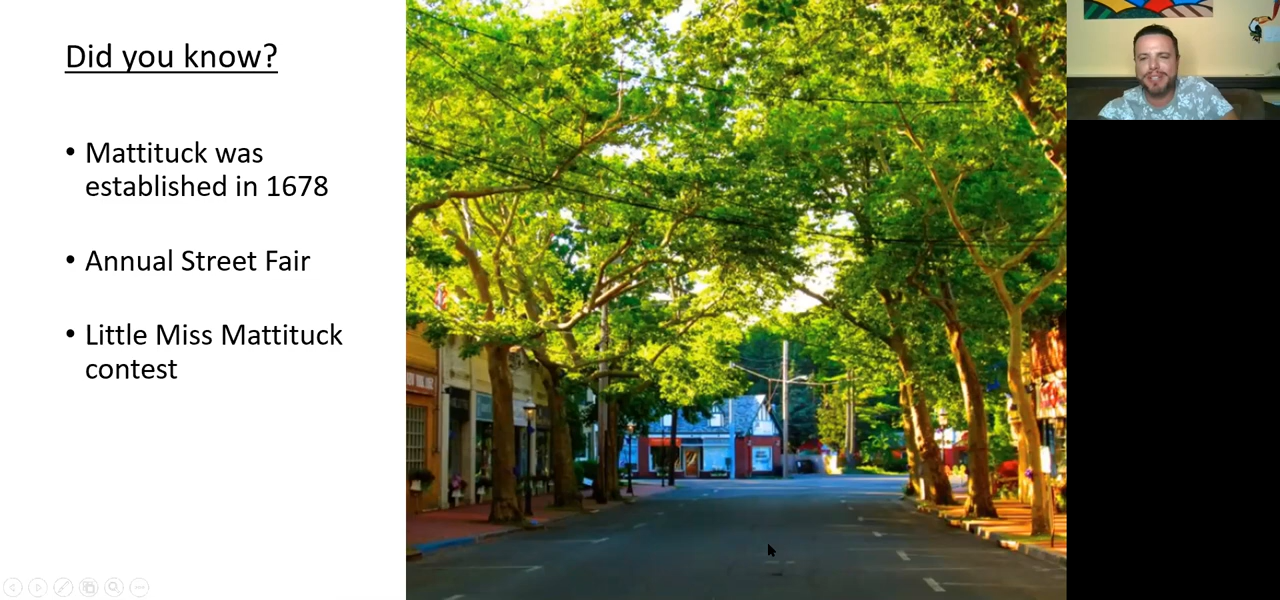 Did you know?
• Mattituck was
established in 1678
• Annual Street Fair
• Little Miss Mattituck
contest